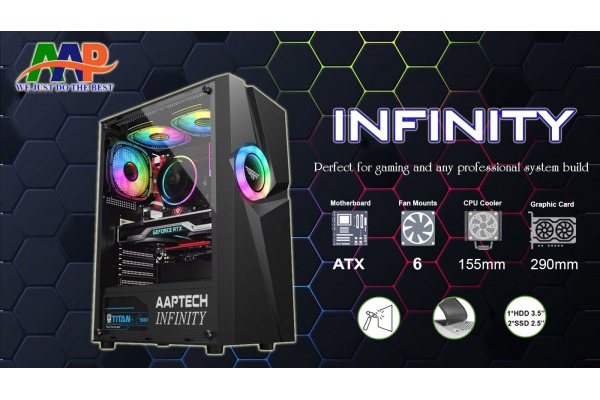 AAP
WE JUST DO THE BEST
INFINITY
Perfect for gaming and any professional system build
Motherboard
Fan Mounts
CPU Cooler
Graphic Card
ATX
6
155mm
290mm
1*HDD 3.5"
2*SSD 2.5"
GEFORCE RTX
TITAN
AAPTECH
INFINITY